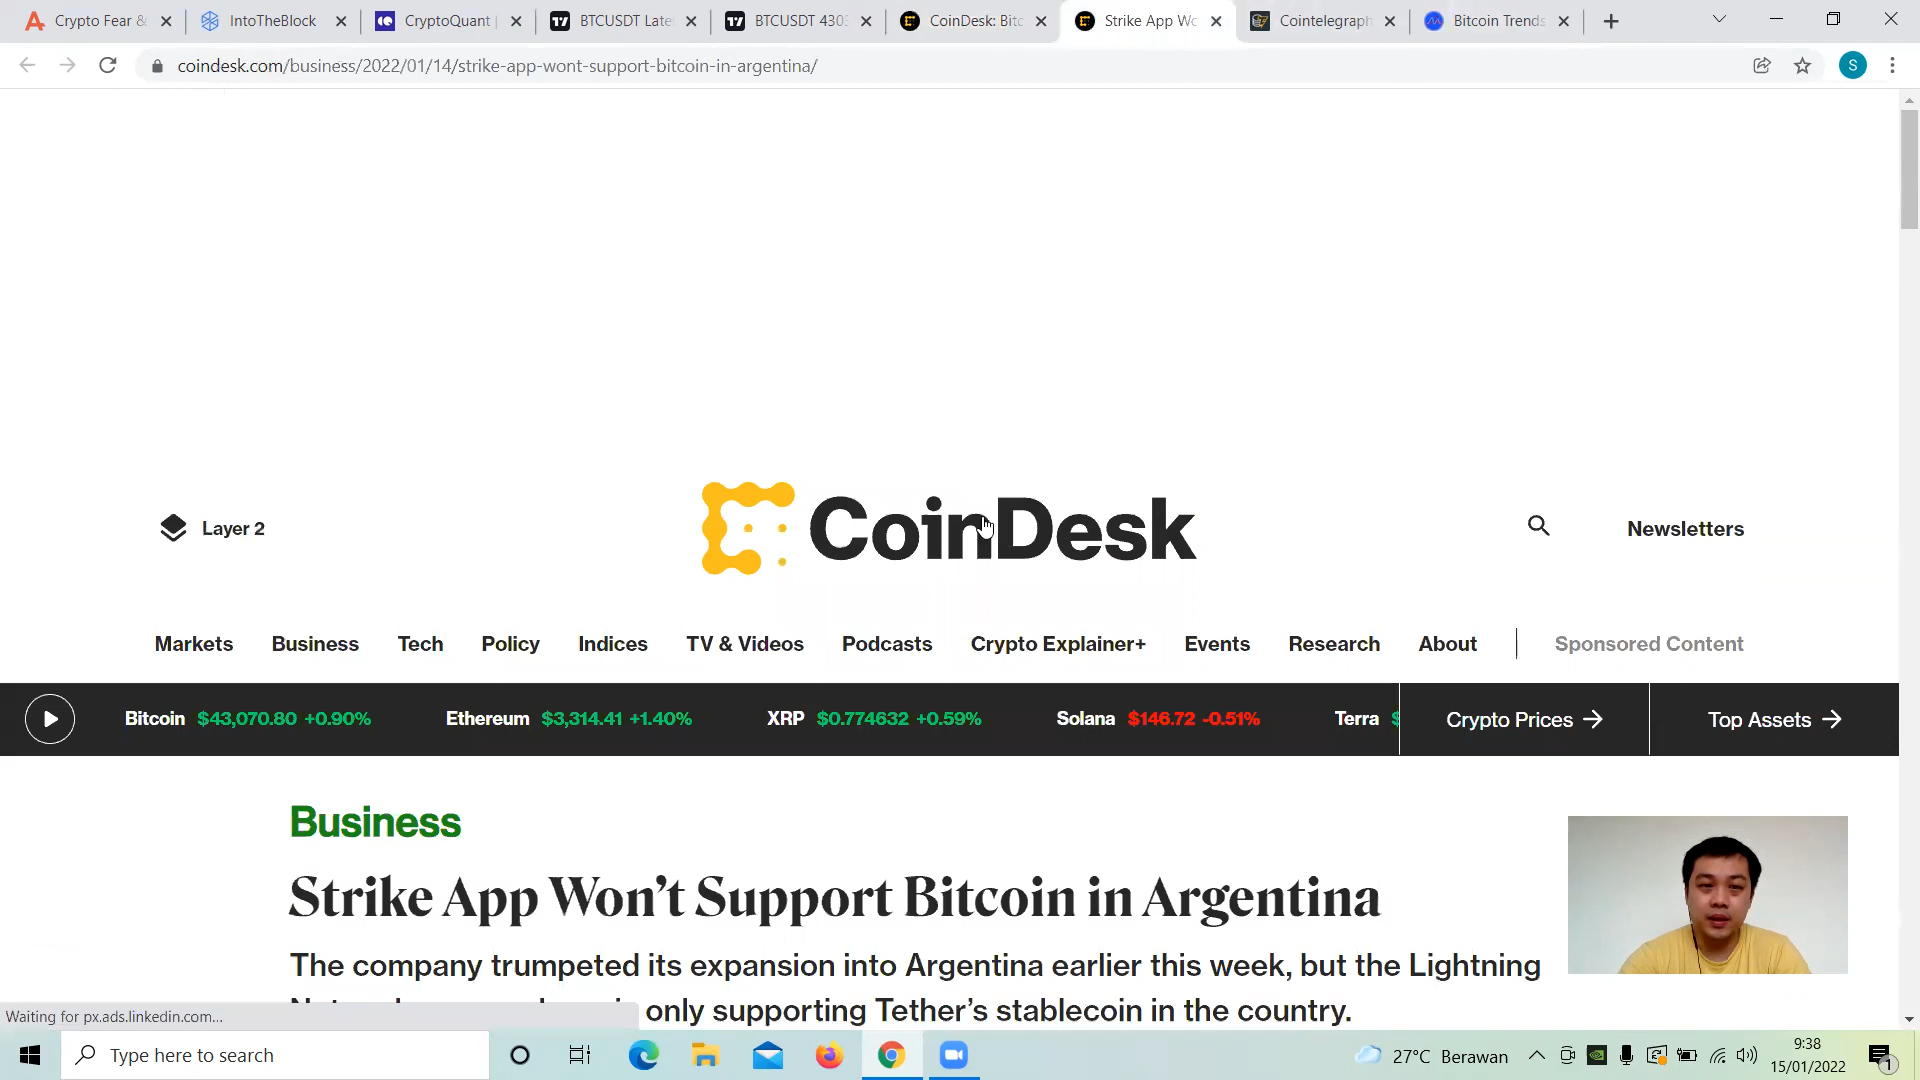 Crypto Fear &
IntoTheBlock
CryptoQuant |
BTCUSDT Late
BTCUSDT 4303
CoinDesk: Bitc
Strike App Wo
Cointelegraph
Bitcoin Trends
coindesk.com/business/2022/01/14/strike-app-wont-support-bitcoin-in-argentina/
S
Layer 2
CoinDesk
Newsletters
Markets
Business
Tech
Policy
Indices
TV & Videos
Podcasts
Crypto Explainer+
Events
Research
About
Sponsored Content
Bitcoin $43,070.80 +0.90%
Ethereum $3,314.41 +1.40%
XRP $0.774632 +0.59%
Solana $146.72 -0.51%
Terra $
Crypto Prices →
Top Assets →
Business
Strike App Won't Support Bitcoin in Argentina
The company trumpeted its expansion into Argentina earlier this week, but the Lightning
only supporting Tether's stablecoin in the country.
Waiting for px.ads.linkedin.com...
Type here to search
27°C Berawan
9:38
15/01/2022
1